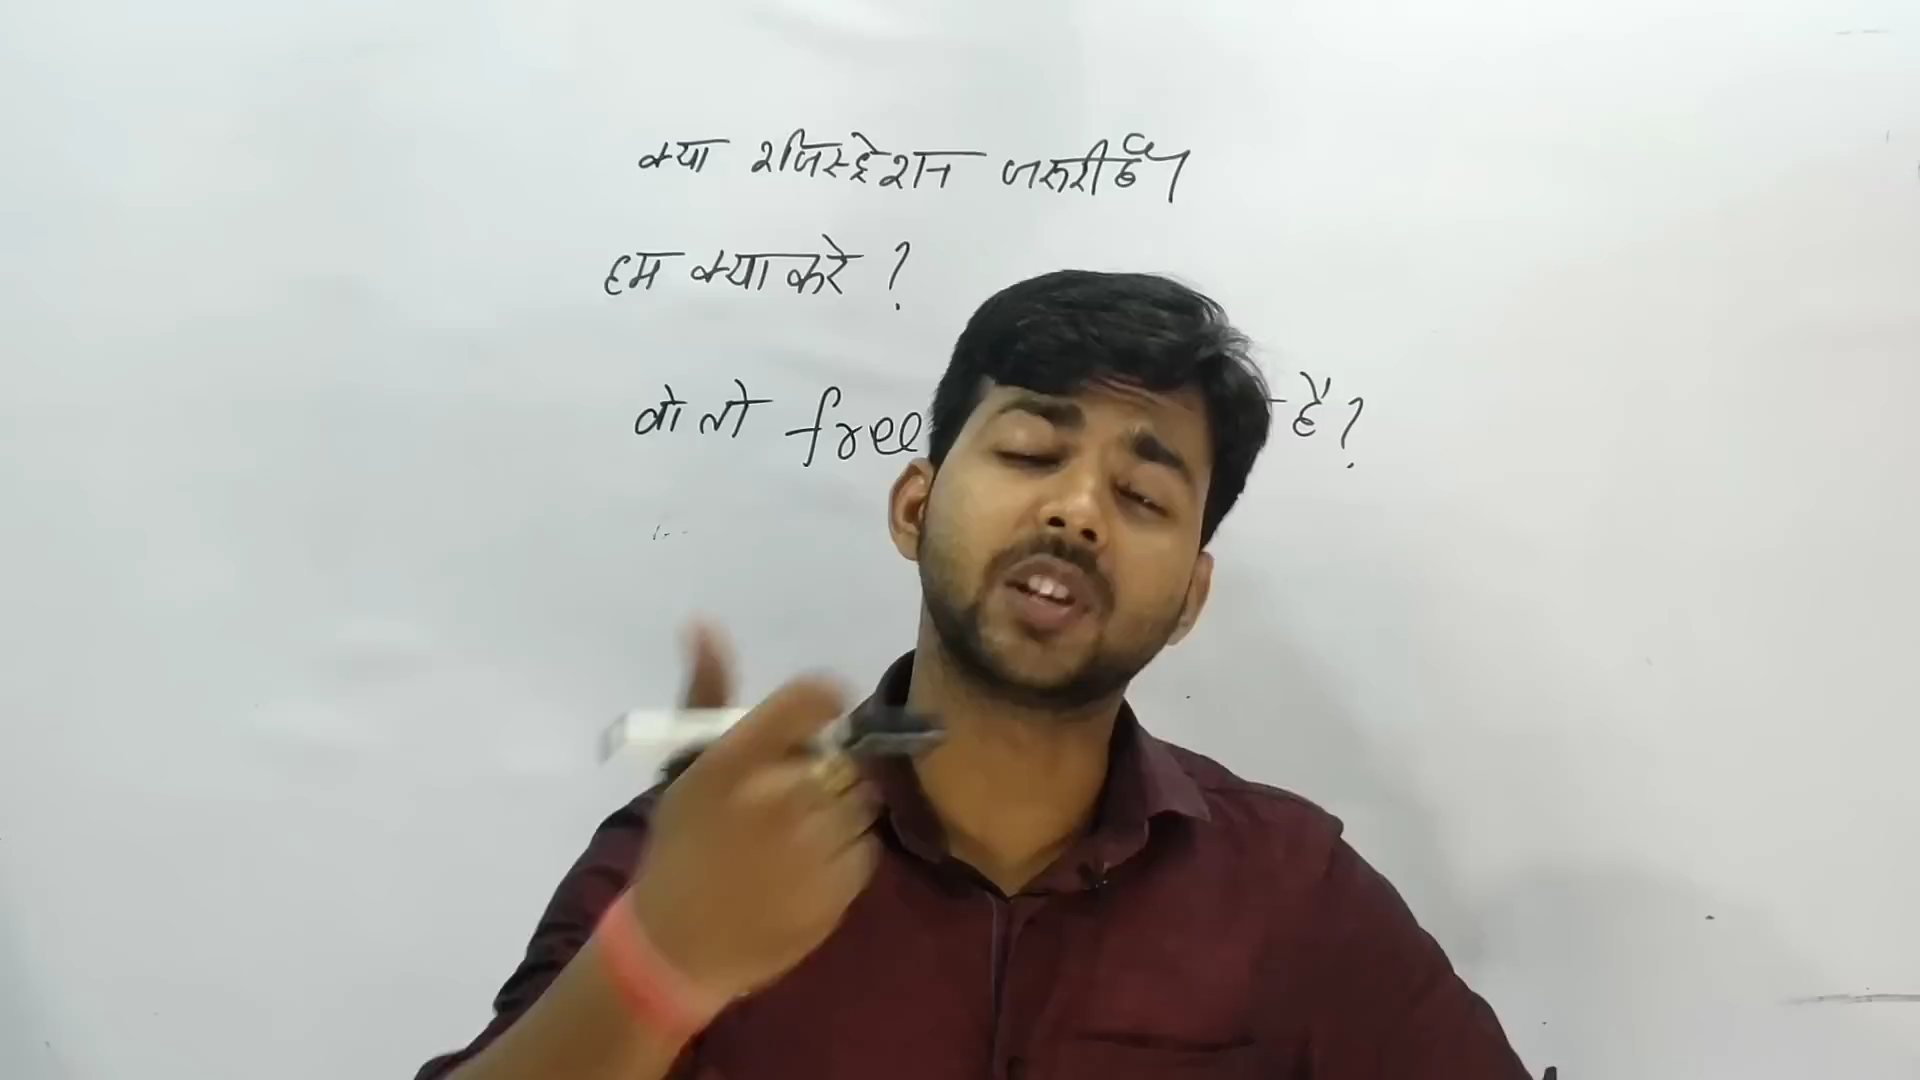 क्या रजिस्ट्रेशन जरूरी है।
हम क्या करे ?
वो तो free हैं ?